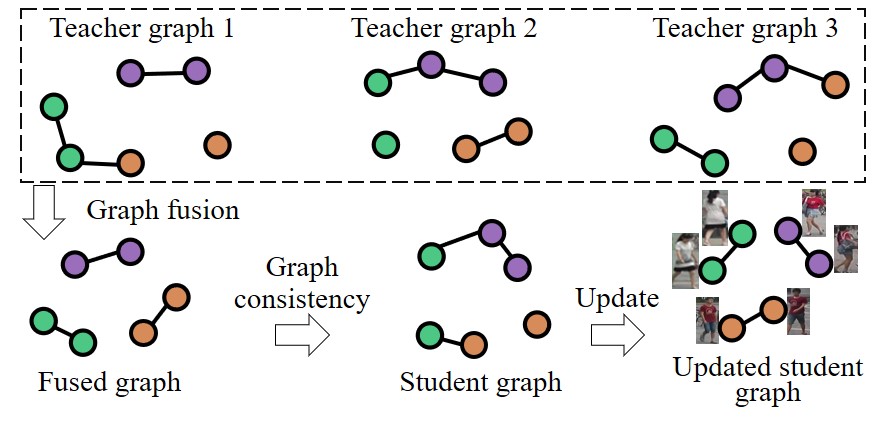 Teacher graph 1
Teacher graph 2
Teacher graph 3
Graph fusion
Graph
consistency
Update
Fused graph
Student graph
Updated student
graph